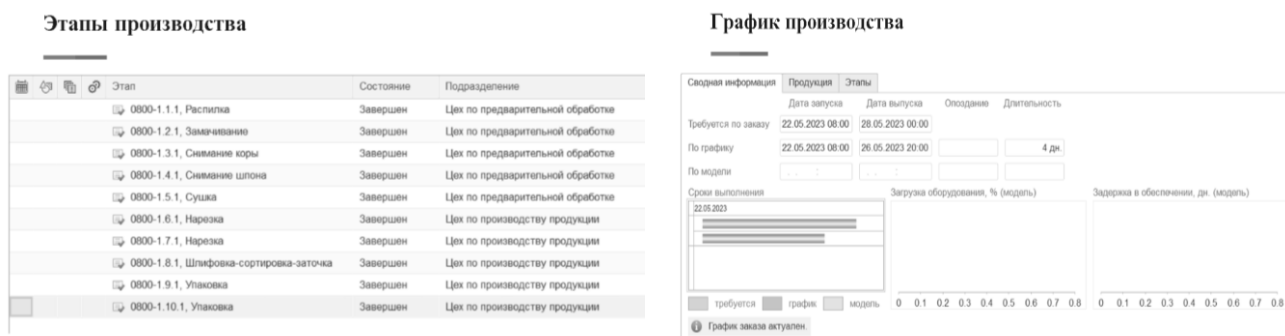 Этапы производства
Этап Состояние Подразделение
0800-1.1.1, Распилка Завершен Цех по предварительной обработке
0800-1.2.1, Замачивание Завершен Цех по предварительной обработке
0800-1.3.1, Снимание коры Завершен Цех по предварительной обработке
0800-1.4.1, Снимание шпона Завершен Цех по предварительной обработке
0800-1.5.1, Сушка Завершен Цех по предварительной обработке
0800-1.6.1, Нарезка Завершен Цех по производству продукции
0800-1.7.1, Нарезка Завершен Цех по производству продукции
0800-1.8.1, Шлифовка-сортировка-заточка Завершен Цех по производству продукции
0800-1.9.1, Упаковка Завершен Цех по производству продукции
0800-1.10.1, Упаковка Завершен Цех по производству продукции
График производства
Сводная информация Продукция Этапы
Дата запуска Дата выпуска Опоздание Длительность
Требуется по заказу 22.05.2023 08:00 28.05.2023 00:00
По графику 22.05.2023 08:00 26.05.2023 20:00 4 дн.
По модели . . : . . :
Сроки выполнения Загрузка оборудования, % (модель) Задержка в обеспечении, дн. (модель)
22.05.2023
требуется график модель 0 0.1 0.2 0.3 0.4 0.5 0.6 0.7 0.8 0 0.1 0.2 0.3 0.4 0.5 0.6 0.7 0.8
График заказа актуален.